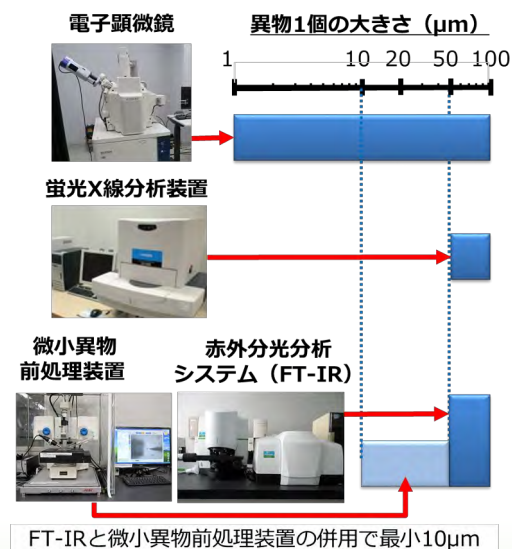 電子顕微鏡
異物1個の大きさ（μm）
1 10 20 50 100
蛍光X線分析装置
微小異物
前処理装置
赤外分光分析
システム（FT-IR）
FT-IRと微小異物前処理装置の併用で最小10μm